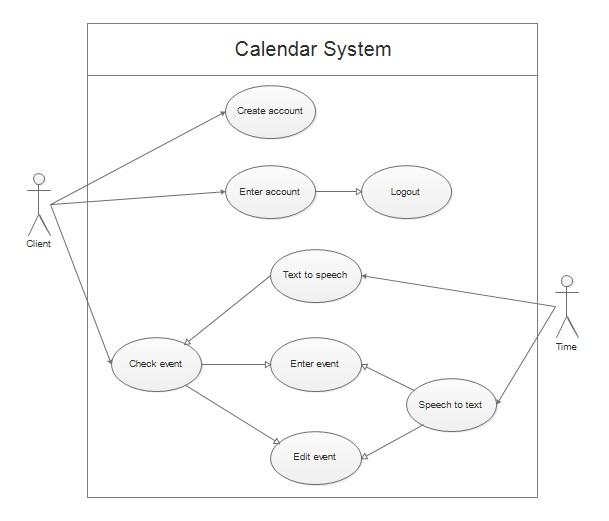 Calendar System
Create account
Enter account
Logout
Client
Text to speech
Time
Check event
Enter event
Speech to text
Edit event